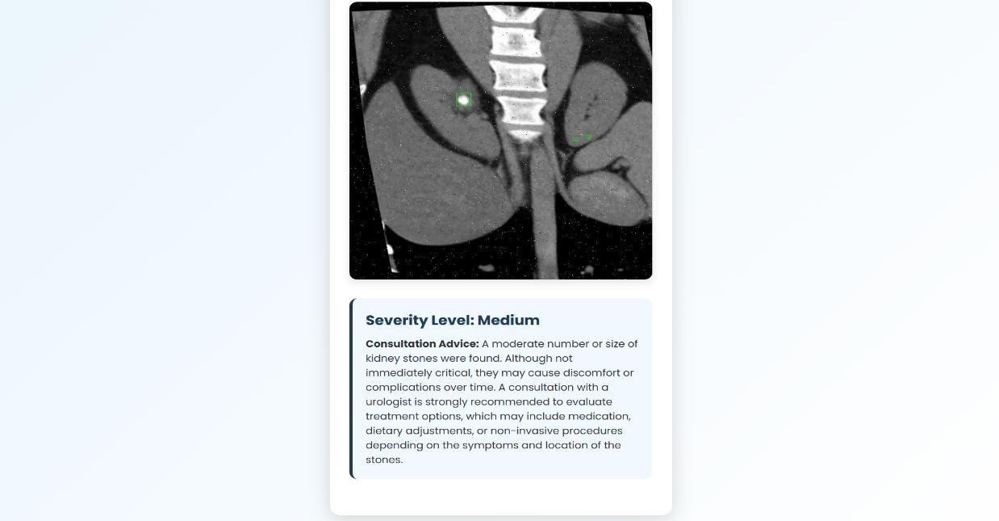 Severity Level: Medium
Consultation Advice: A moderate number or size of
kidney stones were found. Although not
immediately critical, they may cause discomfort or
complications over time. A consultation with a
urologist is strongly recommended to evaluate
treatment options, which may include medication,
dietary adjustments, or non-invasive procedures
depending on the symptoms and location of the
stones.